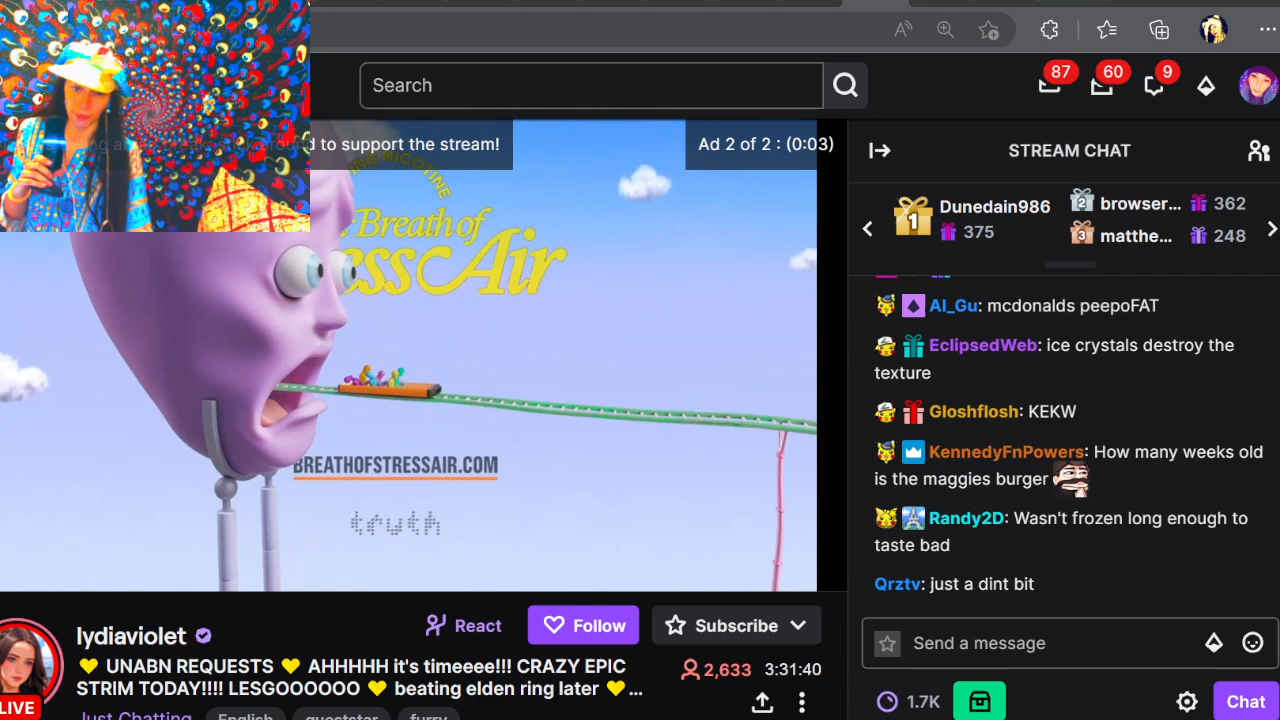 Search
87
60
9
d to support the stream!
Ad 2 of 2 : (0:03)
STREAM CHAT
NICOTINE
Breath of
Air
BREATHOFSTRESSAIR.COM
truth
1
Dunedain986
375
2
browser...
362
3
matthe...
248
Al_Gu: mcdonalds peepoFAT
EclipsedWeb: ice crystals destroy the
texture
Gloshflosh: KEKW
KennedyFnPowers: How many weeks old
is the maggies burger
Randy2D: Wasn't frozen long enough to
taste bad
Qrztv: just a dint bit
Send a message
1.7K
Chat
lydiaviolet
React
Follow
Subscribe
💛 UNABN REQUESTS 💛 AHHHHH it's timeeee!!! CRAZY EPIC
STRIM TODAY!!!! LESGOOOOOO 💛 beating elden ring later 💛...
2,633
3:31:40
LIVE
Just Chatting
English
gueststar
furry